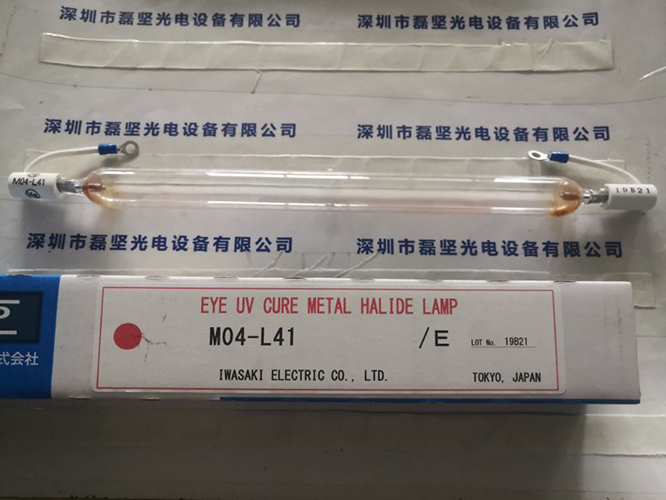 深圳市磊坚光电设备有限公司
深圳市磊坚光电设备有限公司
深圳市磊坚光电设备有限公司
深圳市磊坚光电设备有限公司
M04-L41
19B21
深圳市磊坚光电设备有限公司
深圳市磊坚光电设备有限公司
EYE UV CURE METAL HALIDE LAMP
M04-L41 /E LOT No. 19B21
IWASAKI ELECTRIC CO., LTD. TOKYO, JAPAN
式会社